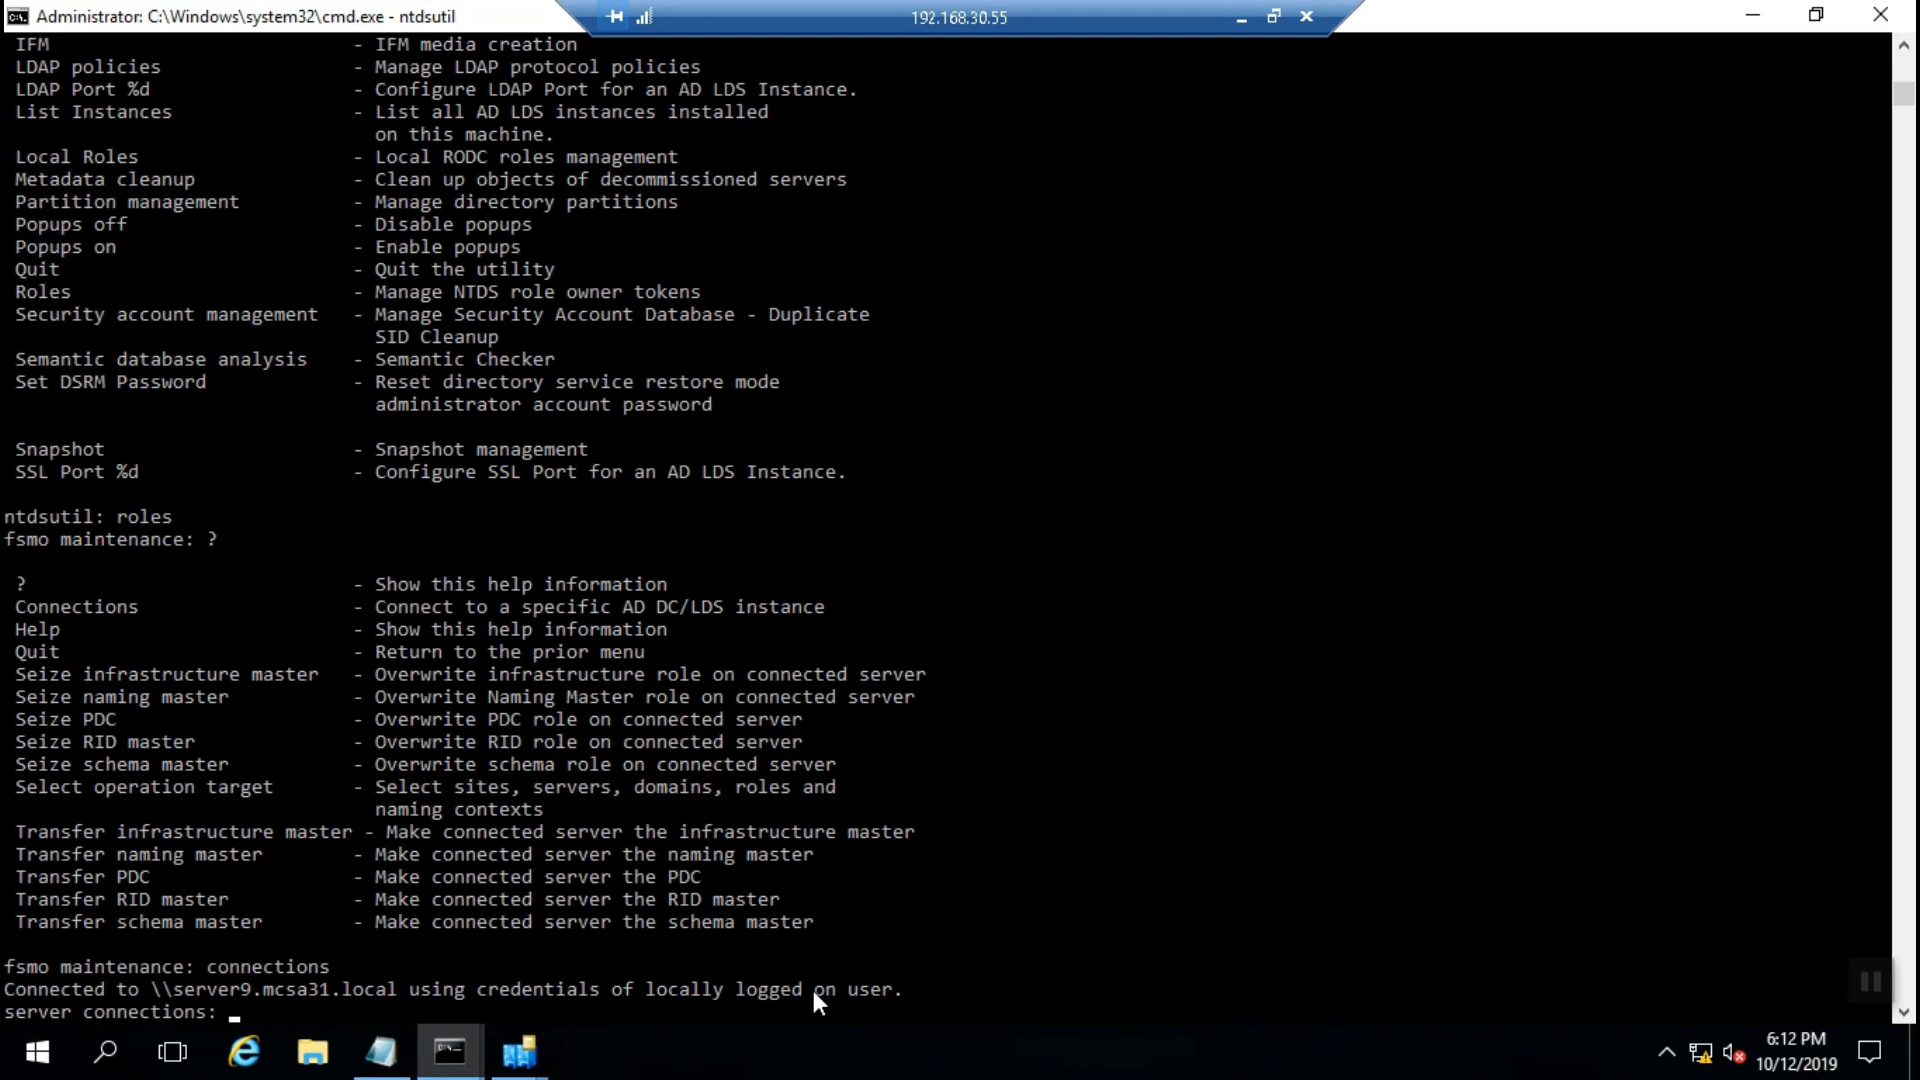 Administrator: C:\Windows\system32\cmd.exe - ntdsutil
192.168.30.55
IFM - IFM media creation
LDAP policies - Manage LDAP protocol policies
LDAP Port %d - Configure LDAP Port for an AD LDS Instance.
List Instances - List all AD LDS instances installed
on this machine.
Local Roles - Local RODC roles management
Metadata cleanup - Clean up objects of decommissioned servers
Partition management - Manage directory partitions
Popups off - Disable popups
Popups on - Enable popups
Quit - Quit the utility
Roles - Manage NTDS role owner tokens
Security account management - Manage Security Account Database - Duplicate
SID Cleanup
Semantic database analysis - Semantic Checker
Set DSRM Password - Reset directory service restore mode
administrator account password
Snapshot - Snapshot management
SSL Port %d - Configure SSL Port for an AD LDS Instance.
ntdsutil: roles
fsmo maintenance: ?
? - Show this help information
Connections - Connect to a specific AD DC/LDS instance
Help - Show this help information
Quit - Return to the prior menu
Seize infrastructure master - Overwrite infrastructure role on connected server
Seize naming master - Overwrite Naming Master role on connected server
Seize PDC - Overwrite PDC role on connected server
Seize RID master - Overwrite RID role on connected server
Seize schema master - Overwrite schema role on connected server
Select operation target - Select sites, servers, domains, roles and
naming contexts
Transfer infrastructure master - Make connected server the infrastructure master
Transfer naming master - Make connected server the naming master
Transfer PDC - Make connected server the PDC
Transfer RID master - Make connected server the RID master
Transfer schema master - Make connected server the schema master
fsmo maintenance: connections
Connected to \\server9.mcsa31.local using credentials of locally logged on user.
server connections: _
6:12 PM
10/12/2019